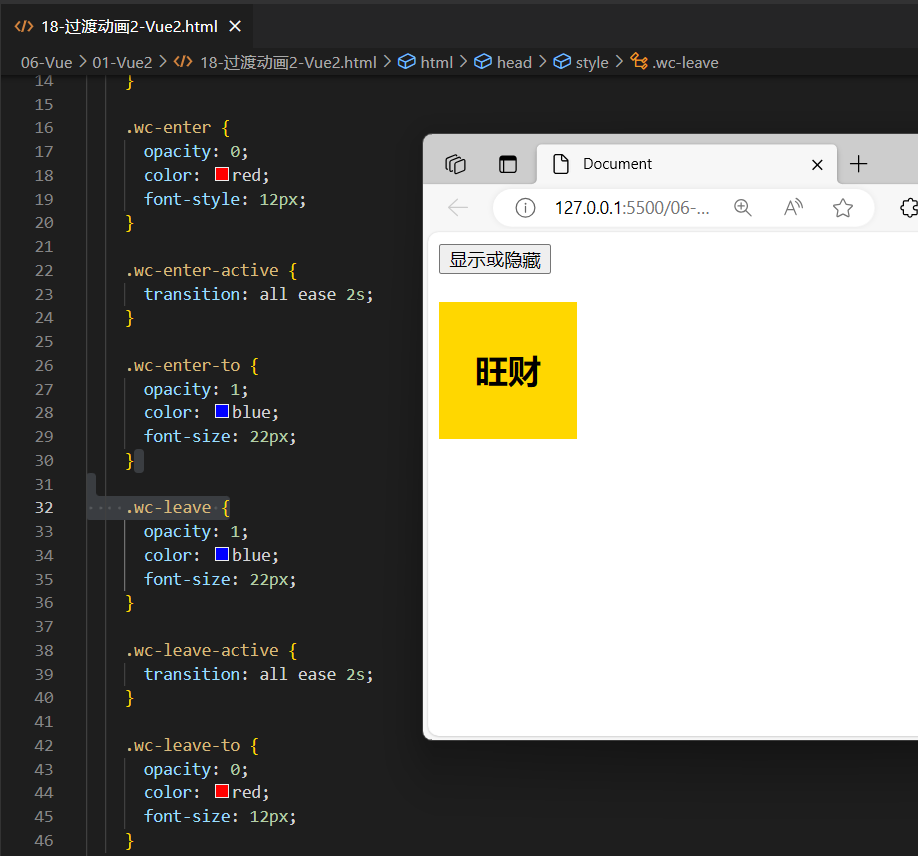 18-过渡动画2-Vue2.html
06-Vue > 01-Vue2 > 18-过渡动画2-Vue2.html > html > head > style > .wc-leave
14 }
15
16 .wc-enter {
17 opacity: 0;
18 color: red;
19 font-style: 12px;
20 }
21
22 .wc-enter-active {
23 transition: all ease 2s;
24 }
25
26 .wc-enter-to {
27 opacity: 1;
28 color: blue;
29 font-size: 22px;
30 }
31
32 .wc-leave {
33 opacity: 1;
34 color: blue;
35 font-size: 22px;
36 }
37
38 .wc-leave-active {
39 transition: all ease 2s;
40 }
41
42 .wc-leave-to {
43 opacity: 0;
44 color: red;
45 font-size: 12px;
46 }
Document
127.0.0.1:5500/06-...
显示或隐藏
旺财